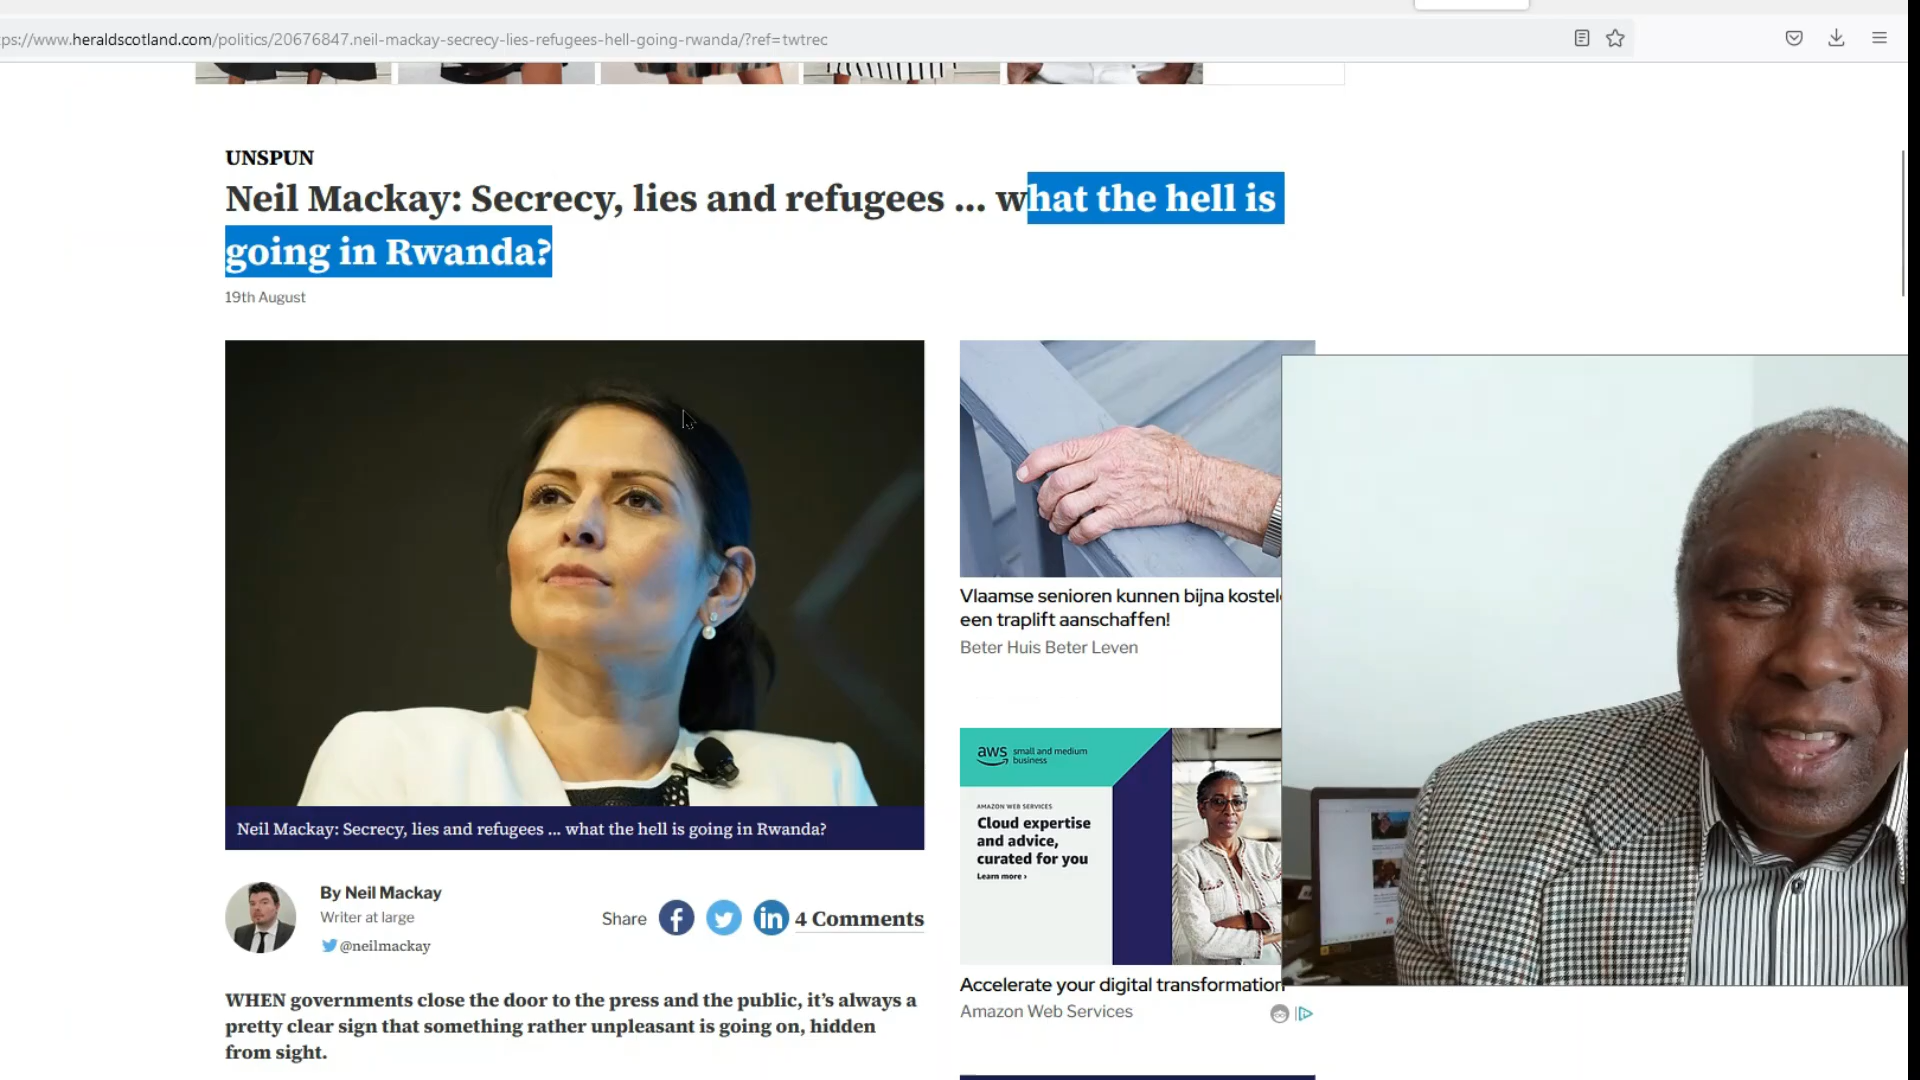 ps://www.heraldscotland.com/politics/20676847.neil-mackay-secrecy-lies-refugees-hell-going-rwanda/?ref=twtrec
UNSPUN
Neil Mackay: Secrecy, lies and refugees ... what the hell is
going in Rwanda?
19th August
Neil Mackay: Secrecy, lies and refugees ... what the hell is going in Rwanda?
By Neil Mackay
Writer at large
@neilmackay
Share
4 Comments
WHEN governments close the door to the press and the public, it's always a
pretty clear sign that something rather unpleasant is going on, hidden
from sight.
Vlaamse senioren kunnen bijna kostel
een traplift aanschaffen!
Beter Huis Beter Leven
aws small and medium
business
AMAZON WEB SERVICES
Cloud expertise
and advice,
curated for you
Learn more ›
Accelerate your digital transformation
Amazon Web Services